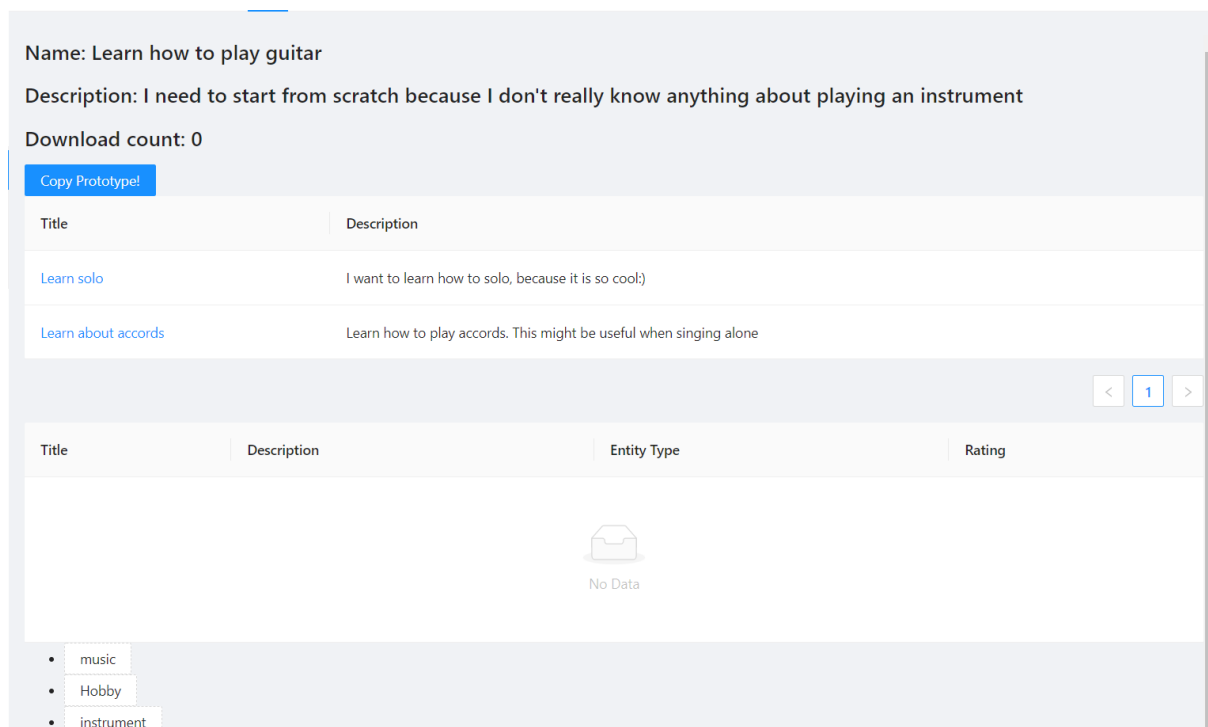 Name: Learn how to play guitar
Description: I need to start from scratch because I don't really know anything about playing an instrument
Download count: 0
Copy Prototype!
Title Description
Learn solo I want to learn how to solo, because it is so cool:)
Learn about accords Learn how to play accords. This might be useful when singing alone
< 1 >
Title Description Entity Type Rating
No Data
• music
• Hobby
• instrument